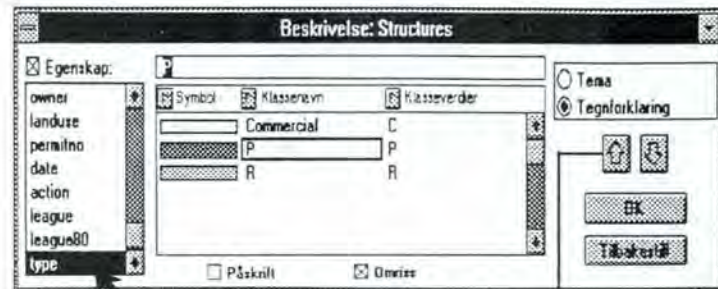 Beskrivelse: Structures
Egenskap:
P
owner
landuse
permitno
date
action
league
league80
type
Symbol Klassenavn Klasseverdier
Commercial C
P P
R R
Påskrift Omriss
Tema
Tegnforklaring
OK
Tilbakestill